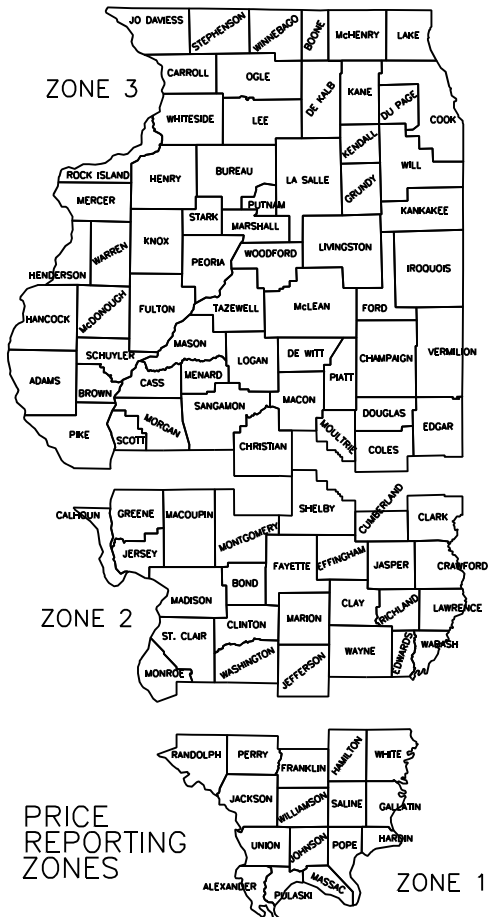 JO DAVIESS
STEPHENSON
WINNEBAGO
BOONE
McHENRY
LAKE
ZONE 3
CARROLL
OGLE
DE KALB
KANE
DU PAGE
COOK
WHITESIDE
LEE
KENDALL
WILL
ROCK ISLAND
HENRY
BUREAU
LA SALLE
GRUNDY
MERCER
PUTNAM
KANKAKEE
STARK
MARSHALL
KNOX
WARREN
HENDERSON
PEORIA
WOODFORD
LIVINGSTON
IROQUOIS
HANCOCK
McDONOUGH
FULTON
TAZEWELL
McLEAN
FORD
MASON
SCHUYLER
LOGAN
DE WITT
CHAMPAIGN
VERMILION
ADAMS
BROWN
CASS
MENARD
PIATT
MACON
SANGAMON
DOUGLAS
EDGAR
PIKE
SCOTT
MORGAN
CHRISTIAN
MOULTRIE
COLES
CALHOUN
GREENE
MACOUPIN
MONTGOMERY
SHELBY
CUMBERLAND
CLARK
JERSEY
FAYETTE
EFFINGHAM
JASPER
CRAWFORD
BOND
MADISON
CLAY
RICHLAND
LAWRENCE
ZONE 2
CLINTON
MARION
ST. CLAIR
WASHINGTON
JEFFERSON
WAYNE
EDWARDS
WABASH
MONROE
RANDOLPH
PERRY
FRANKLIN
HAMILTON
WHITE
JACKSON
WILLIAMSON
SALINE
GALLATIN
PRICE
REPORTING
ZONES
UNION
JOHNSON
POPE
HARDIN
ALEXANDER
PULASKI
MASSAC
ZONE 1